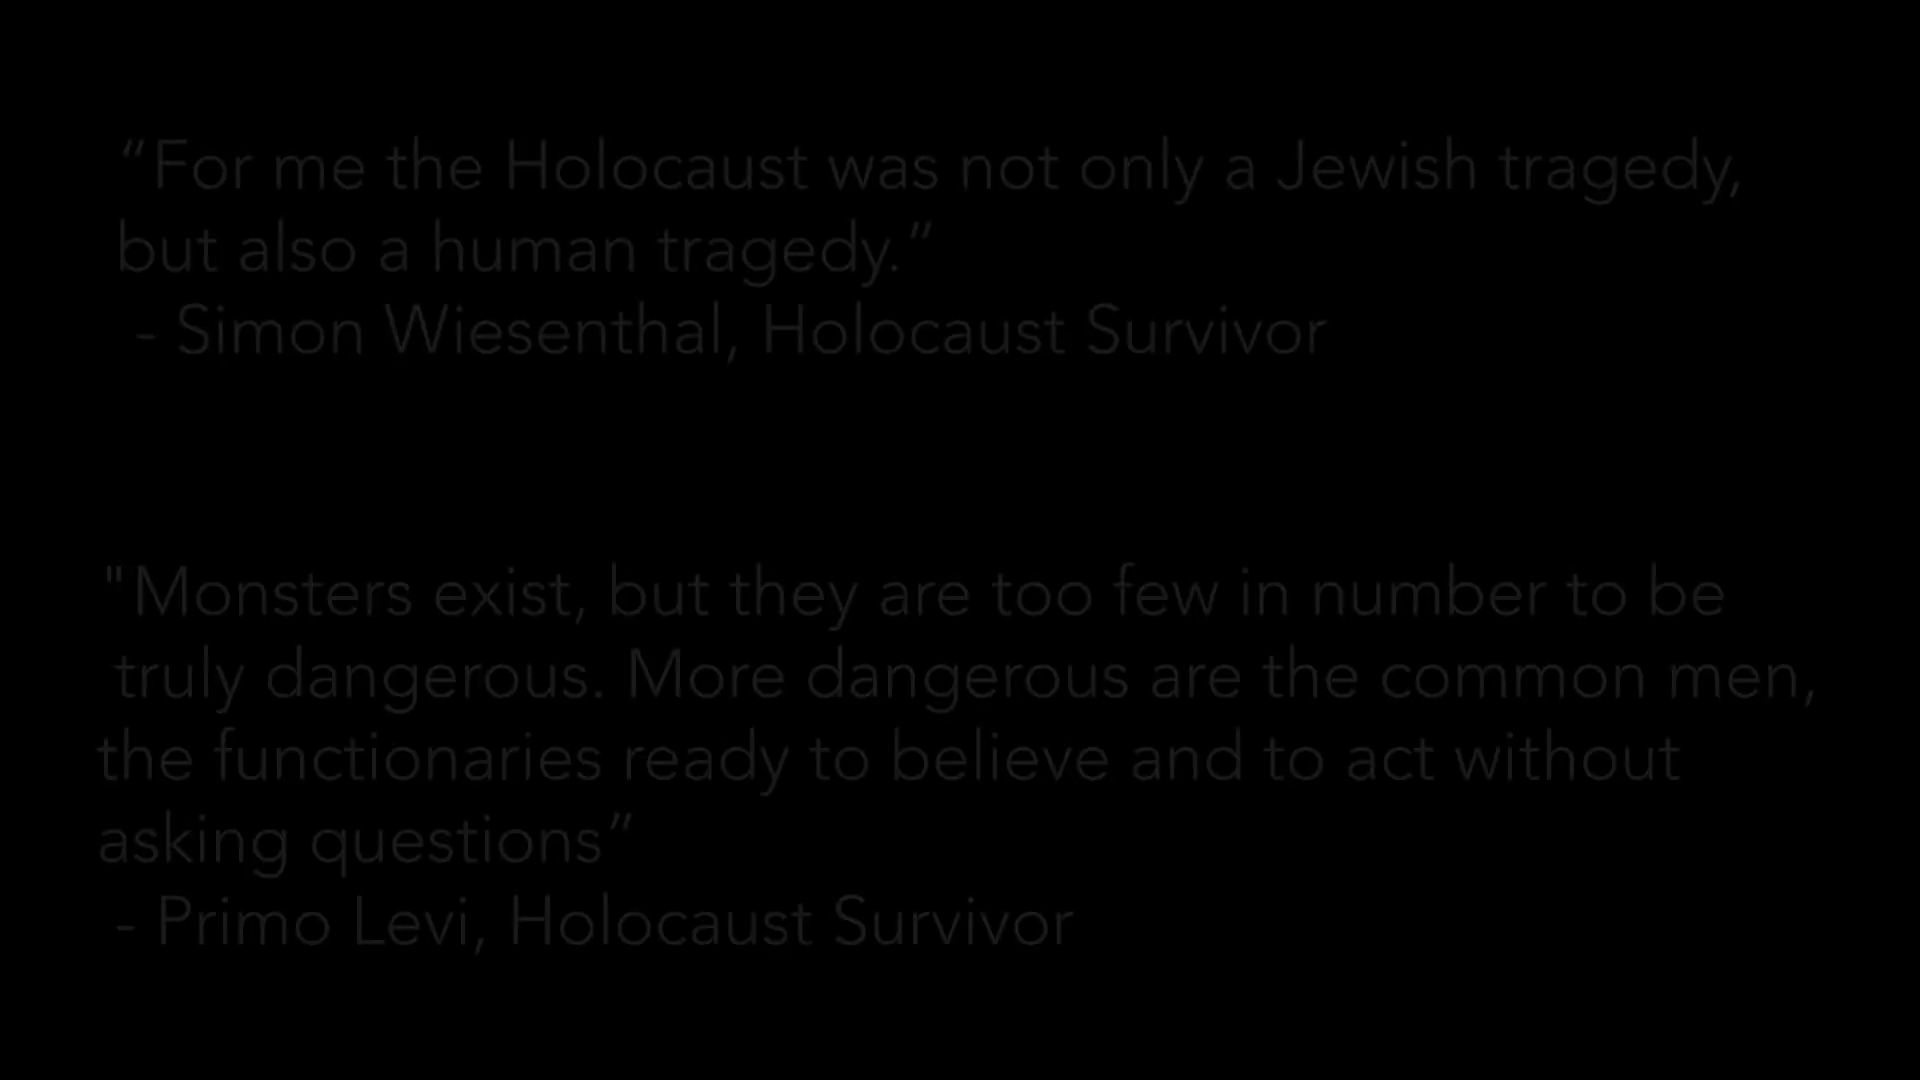 “For me the Holocaust was not only a Jewish tragedy,
but also a human tragedy.”
- Simon Wiesenthal, Holocaust Survivor
"Monsters exist, but they are too few in number to be
truly dangerous. More dangerous are the common men,
the functionaries ready to believe and to act without
asking questions”
- Primo Levi, Holocaust Survivor